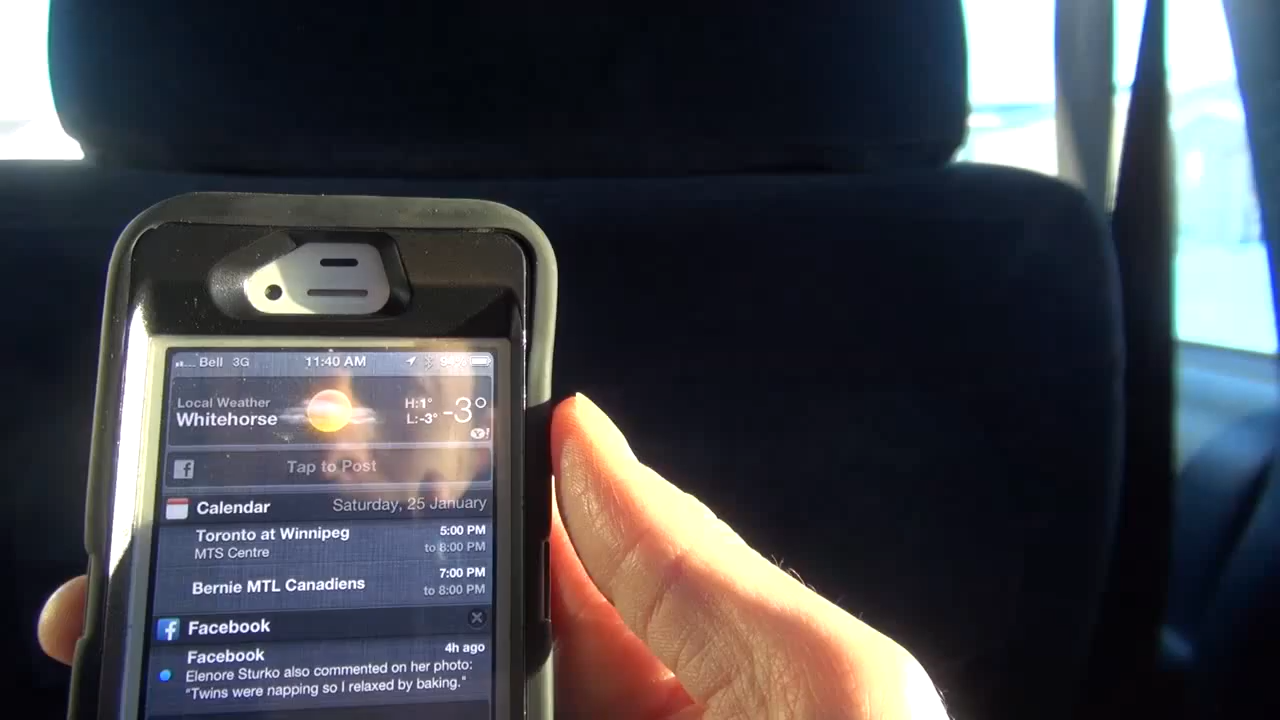 Bell 3G 11:40 AM
Local Weather
Whitehorse
H:1°
L:-3°
-3°
Y!
f Tap to Post
Calendar Saturday, 25 January
Toronto at Winnipeg 5:00 PM
MTS Centre to 8:00 PM
Bernie MTL Canadiens 7:00 PM
to 8:00 PM
f Facebook
Facebook 4h ago
Elenore Sturko also commented on her photo:
"Twins were napping so I relaxed by baking."